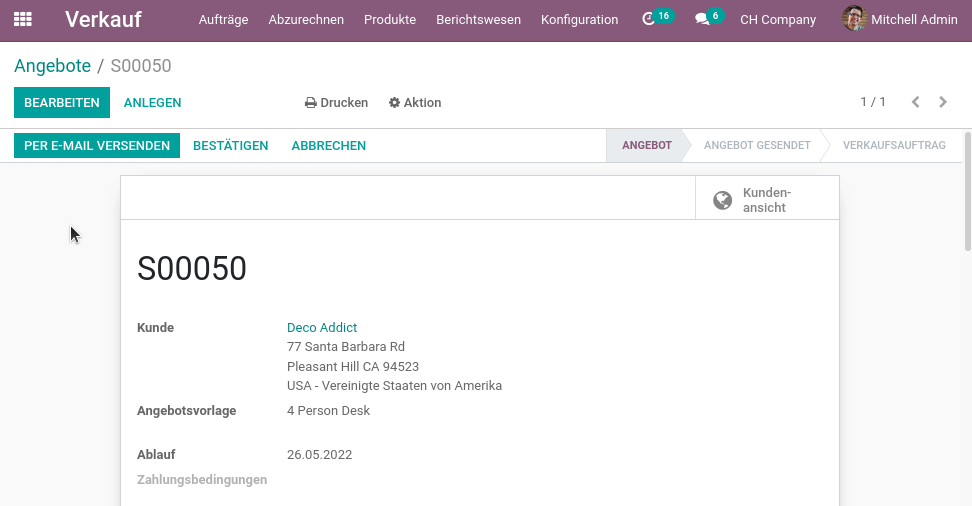 Verkauf Aufträge Abzurechnen Produkte Berichtswesen Konfiguration 16 6 CH Company Mitchell Admin
Angebote / S00050
BEARBEITEN ANLEGEN Drucken Aktion 1 / 1
PER E-MAIL VERSENDEN BESTÄTIGEN ABBRECHEN ANGEBOT ANGEBOT GESENDET VERKAUFSAUFTRAG
Kunden-
ansicht
S00050
Kunde Deco Addict
77 Santa Barbara Rd
Pleasant Hill CA 94523
USA - Vereinigte Staaten von Amerika
Angebotsvorlage 4 Person Desk
Ablauf 26.05.2022
Zahlungsbedingungen